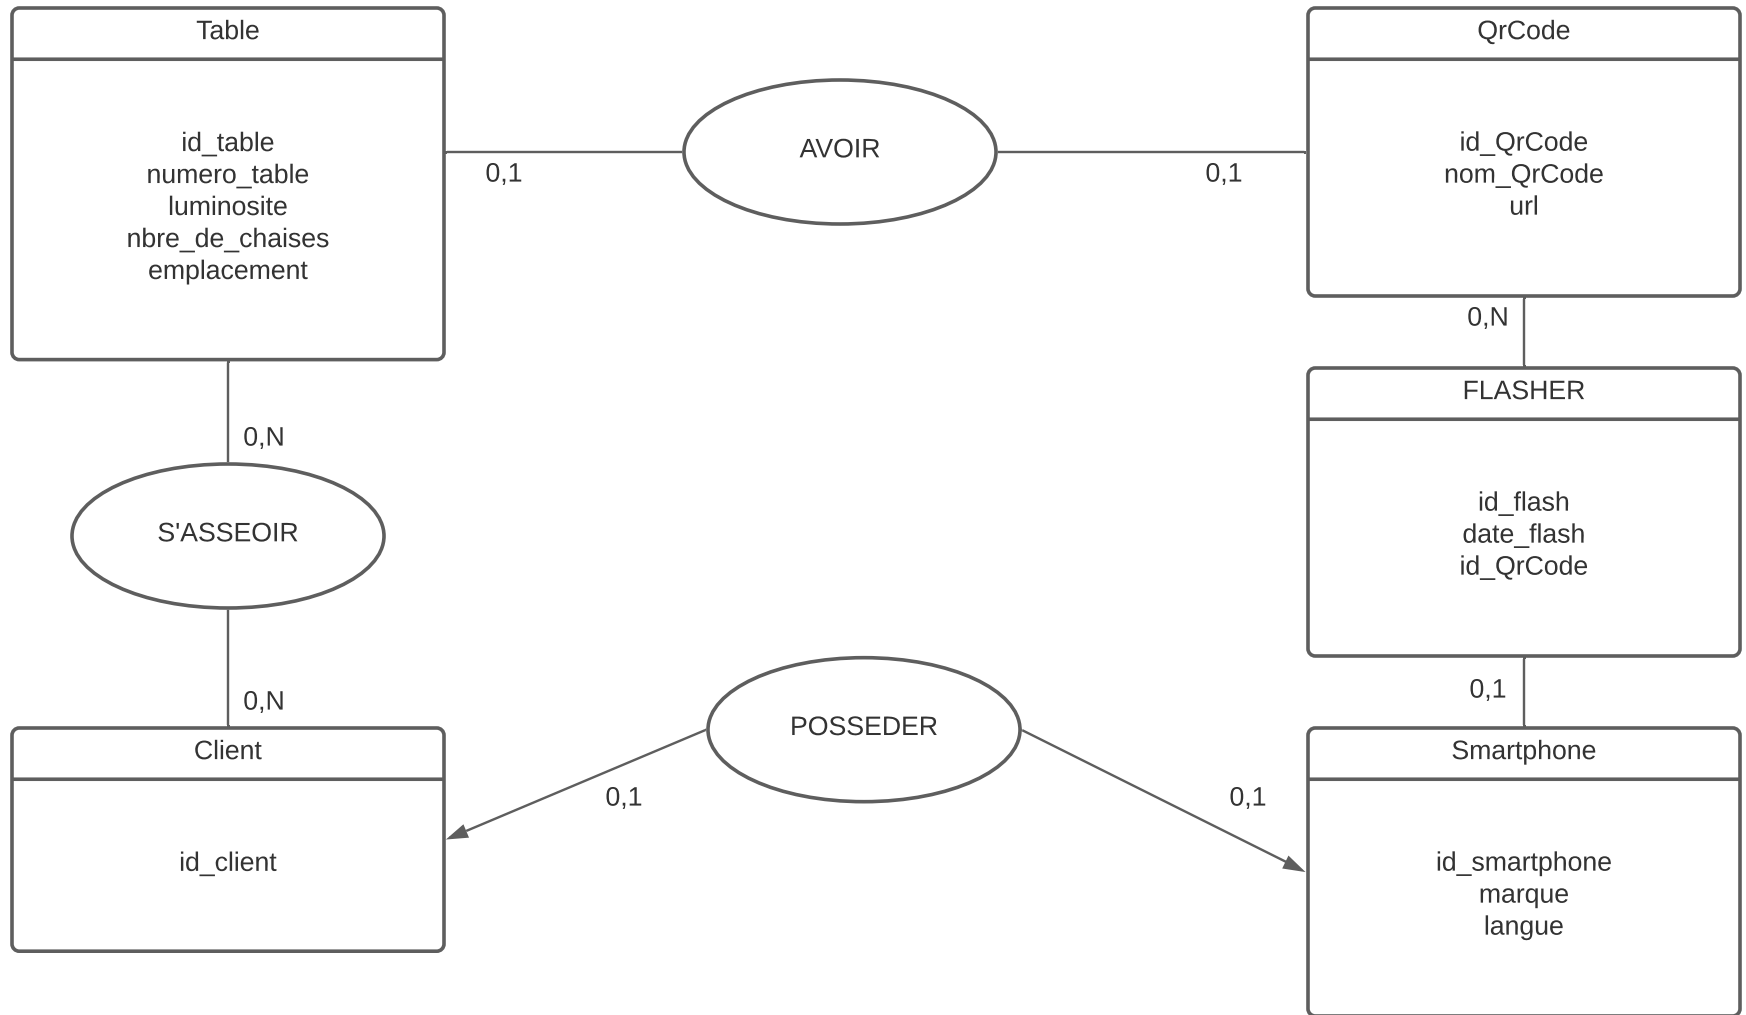 Table
id_table
numero_table
luminosite
nbre_de_chaises
emplacement
0,1
AVOIR
0,1
QrCode
id_QrCode
nom_QrCode
url
0,N
FLASHER
id_flash
date_flash
id_QrCode
0,1
0,N
S'ASSEOIR
0,N
Client
id_client
0,1
POSSEDER
0,1
Smartphone
id_smartphone
marque
langue